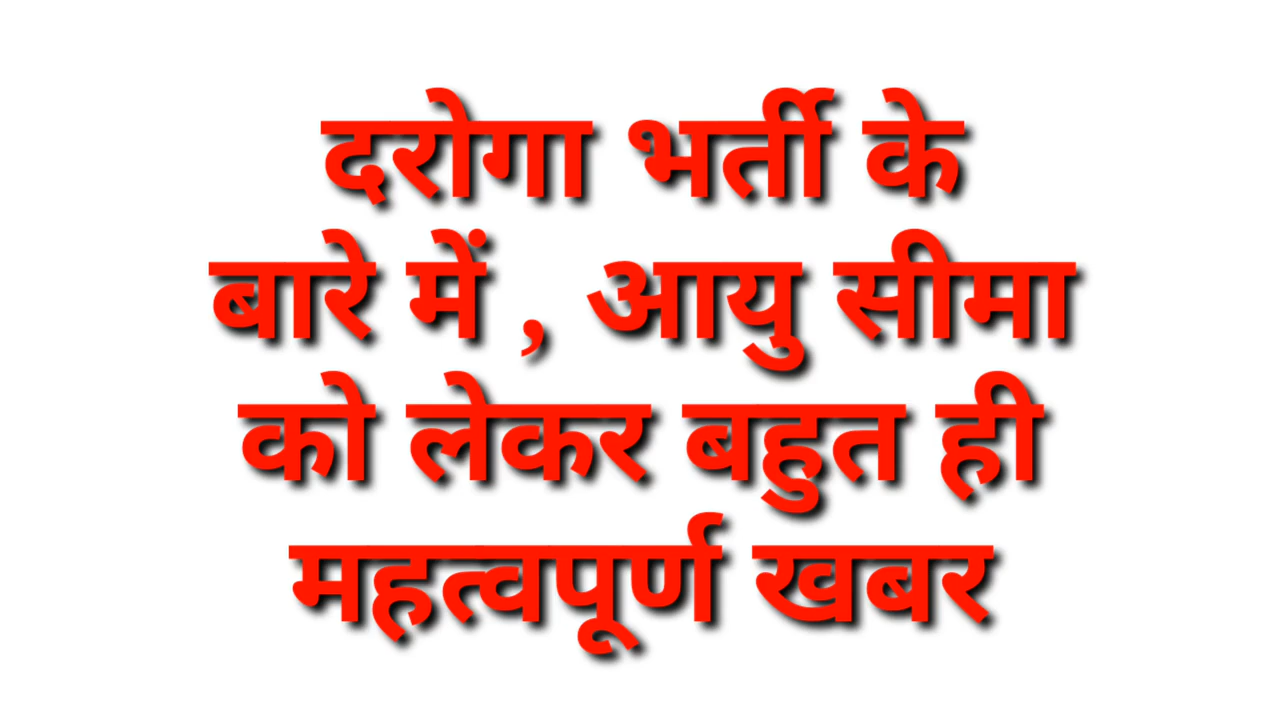 दरोगा भर्ती के
बारे में , आयु सीमा
को लेकर बहुत ही
महत्वपूर्ण खबर